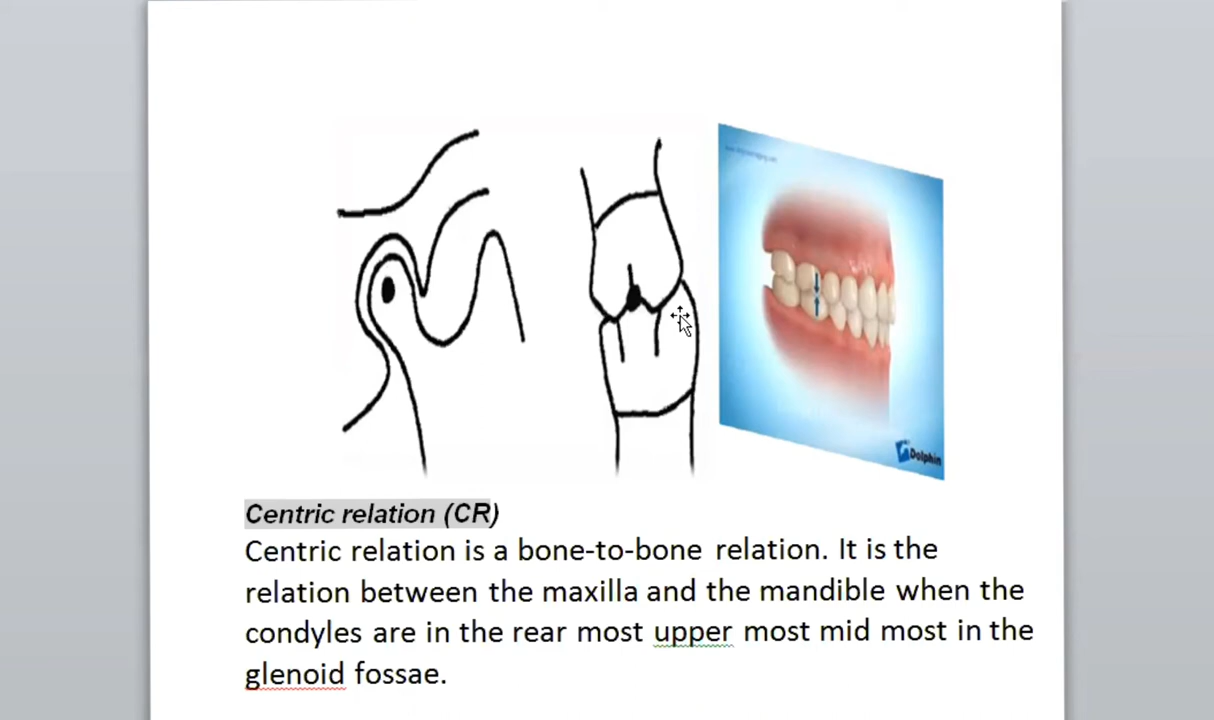 Dolphin
Centric relation (CR)
Centric relation is a bone-to-bone relation. It is the
relation between the maxilla and the mandible when the
condyles are in the rear most upper most mid most in the
glenoid fossae.